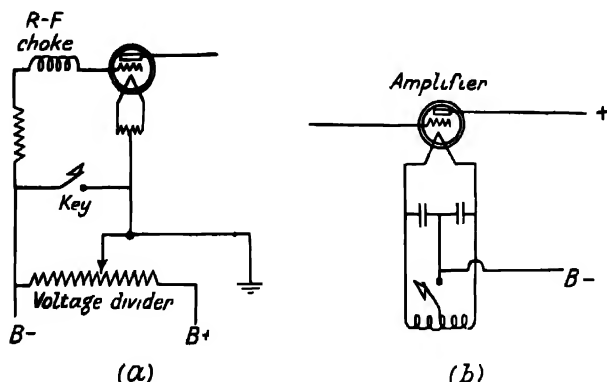 R-F
choke
Key
Voltage divider
B-
B+
(a)
Amplifier
+
B-
(b)